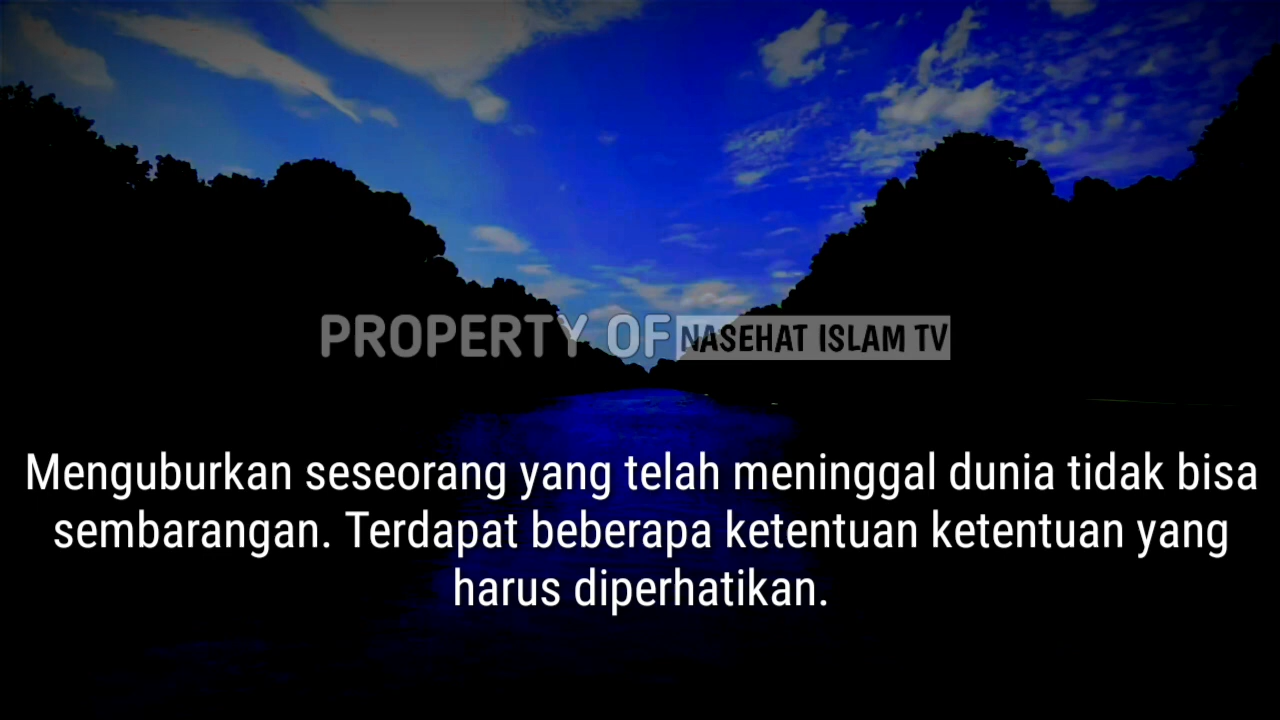 PROPERTY OF NASEHAT ISLAM TV
Menguburkan seseorang yang telah meninggal dunia tidak bisa
sembarangan. Terdapat beberapa ketentuan ketentuan yang
harus diperhatikan.